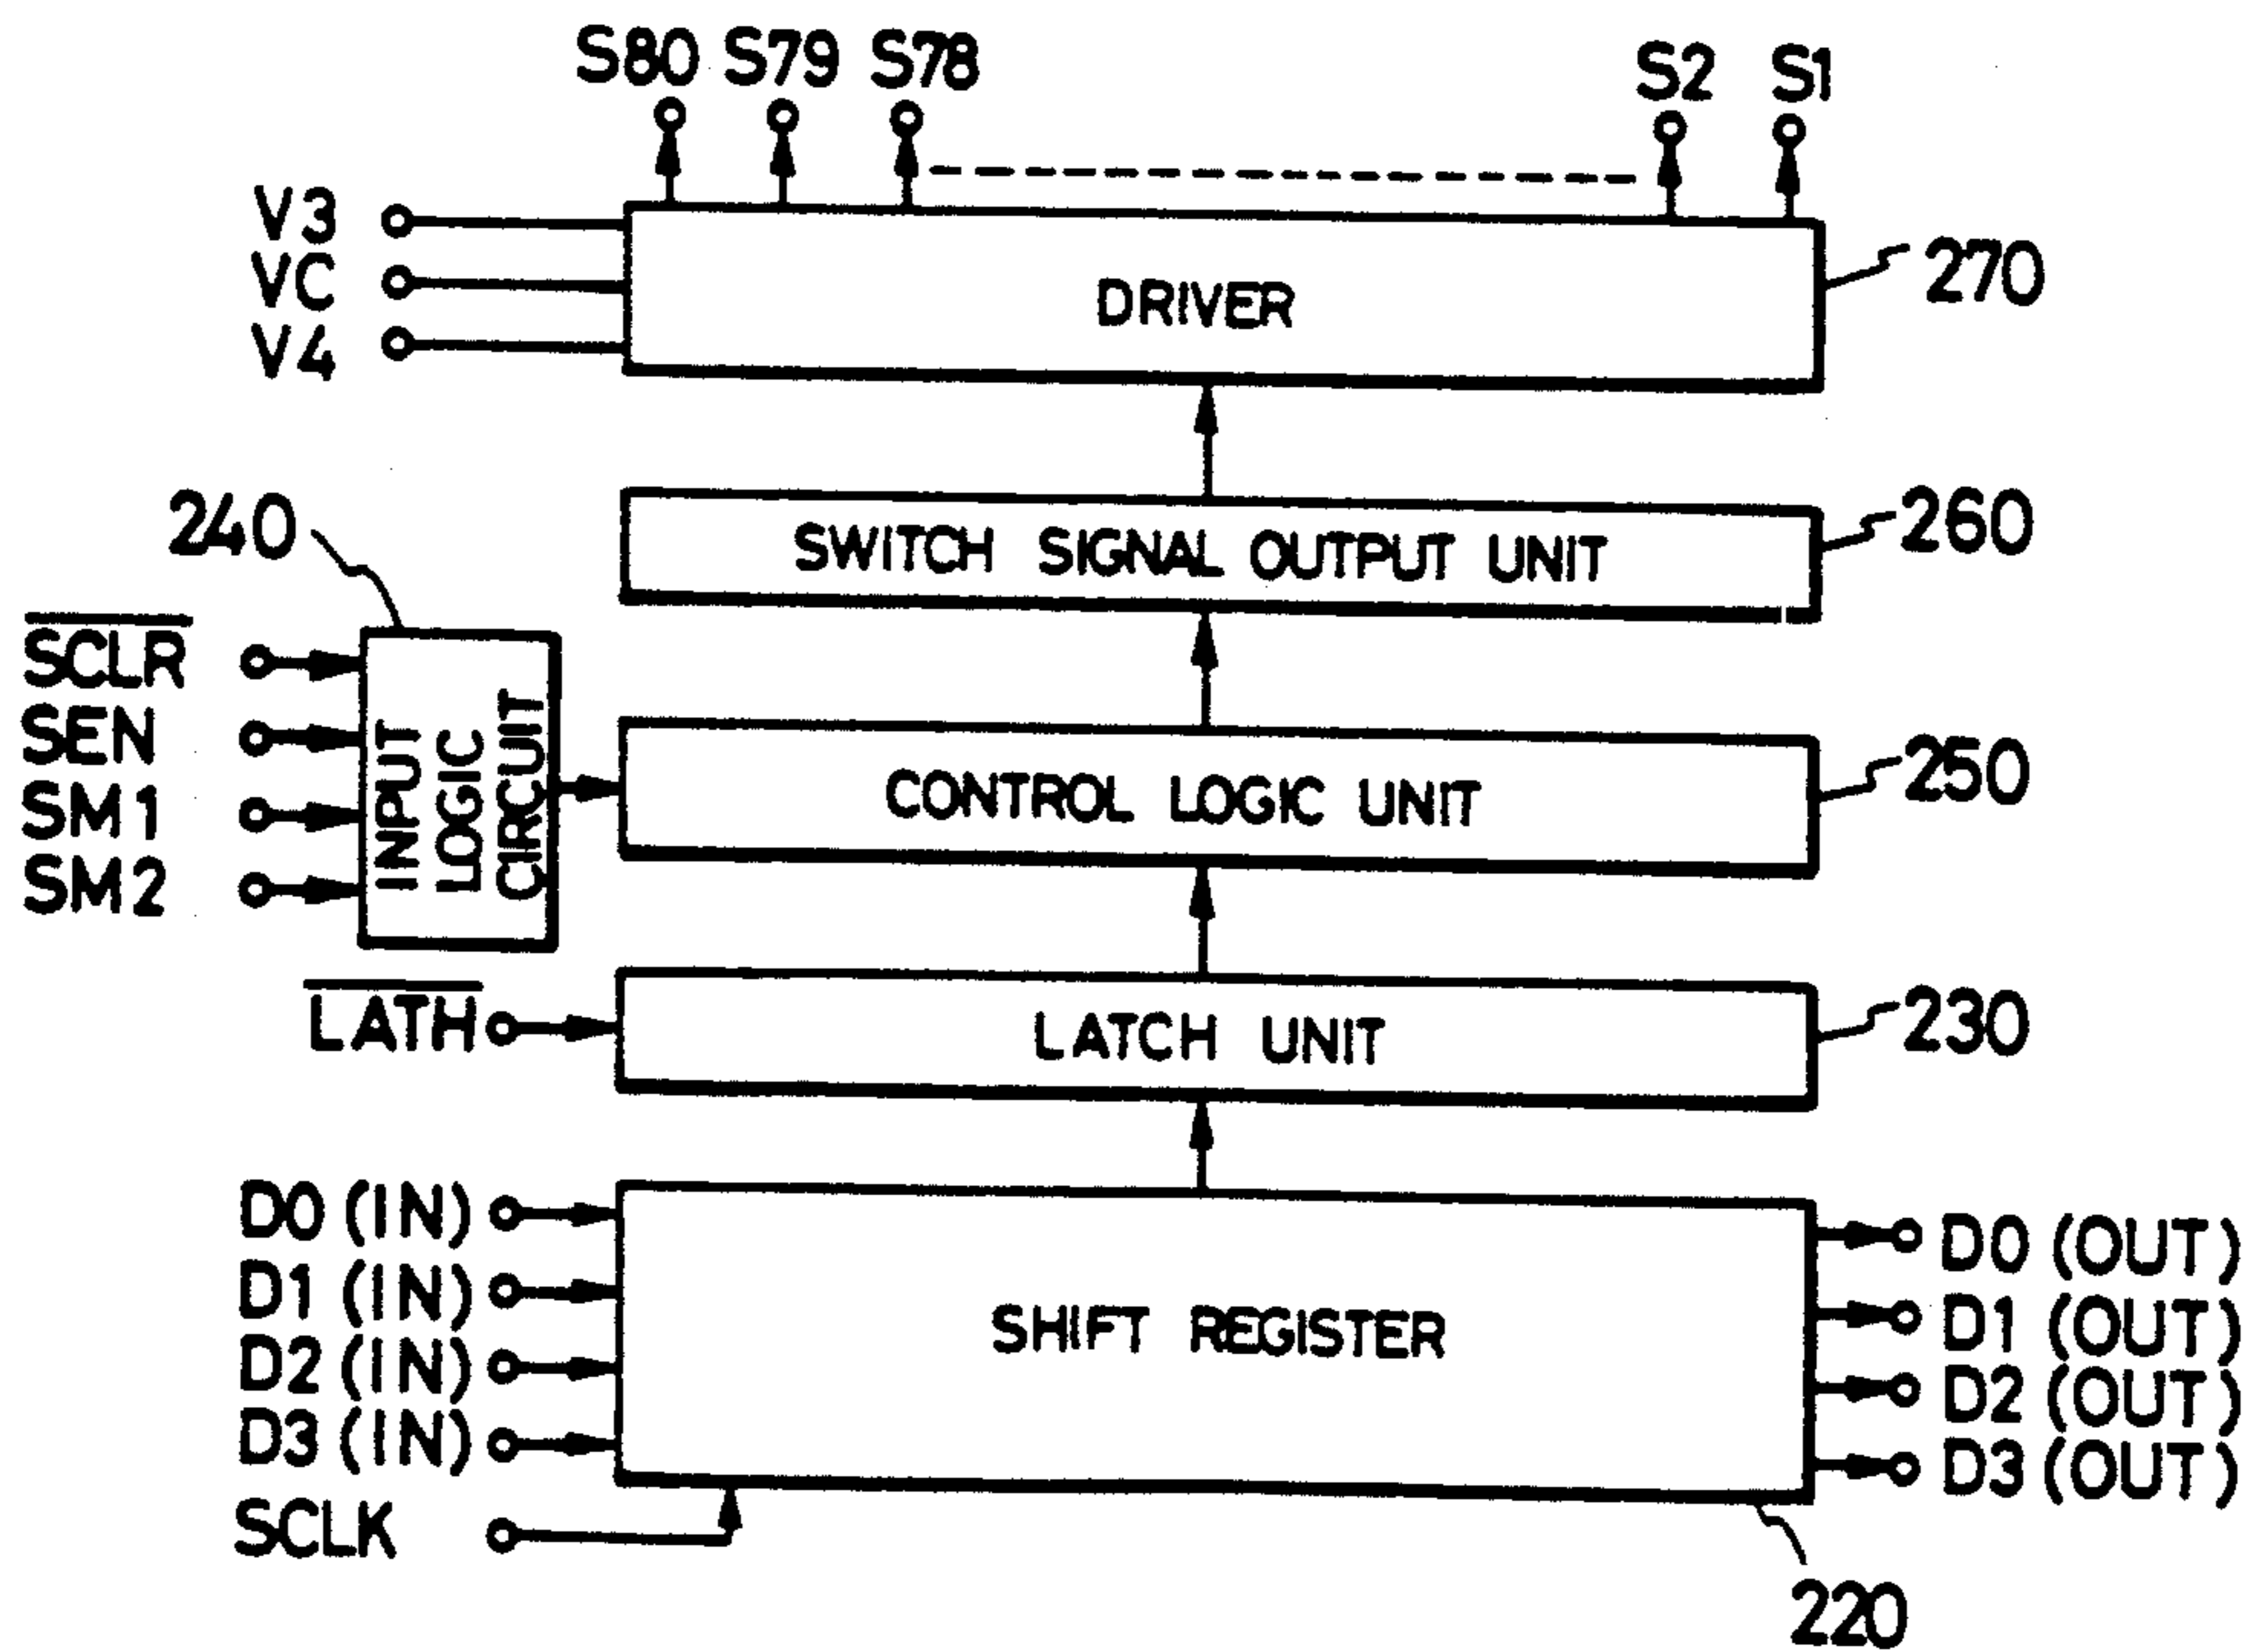 S80 S79 S78 S2 S1
V3
VC
V4
DRIVER
270
240
SWITCH SIGNAL OUTPUT UNIT
260
SCLR
SEN
SM1
SM2
INPUT
LOGIC
CIRCUIT
CONTROL LOGIC UNIT
250
LATH
LATCH UNIT
230
D0 (IN)
D1 (IN)
D2 (IN)
D3 (IN)
SCLK
SHIFT REGISTER
D0 (OUT)
D1 (OUT)
D2 (OUT)
D3 (OUT)
220